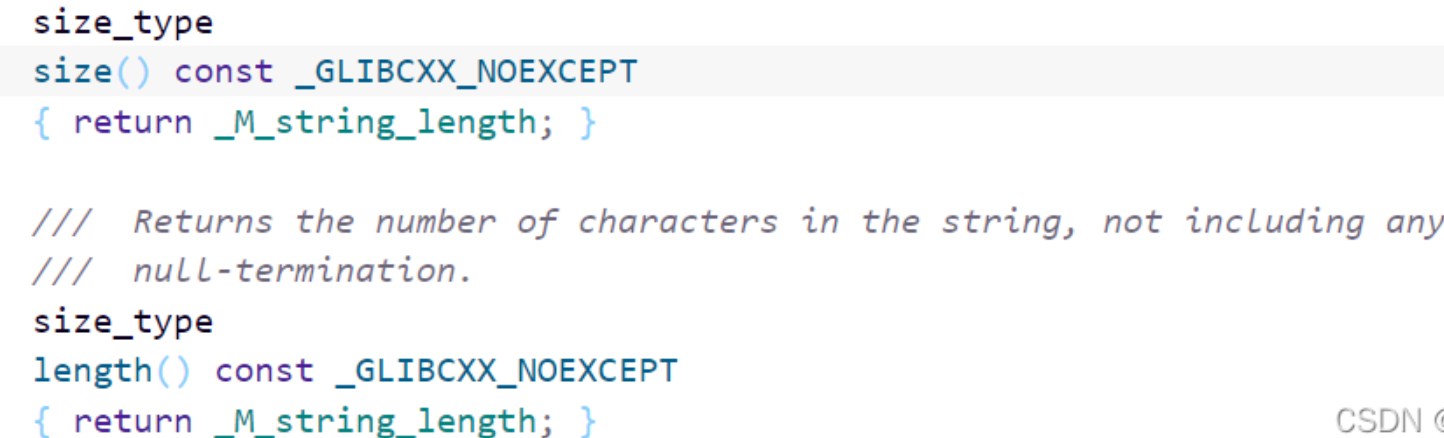 size_type
size() const _GLIBCXX_NOEXCEPT
{ return _M_string_length; }
///  Returns the number of characters in the string, not including any
///  null-termination.
size_type
length() const _GLIBCXX_NOEXCEPT
{ return _M_string_length; }
CSDN @